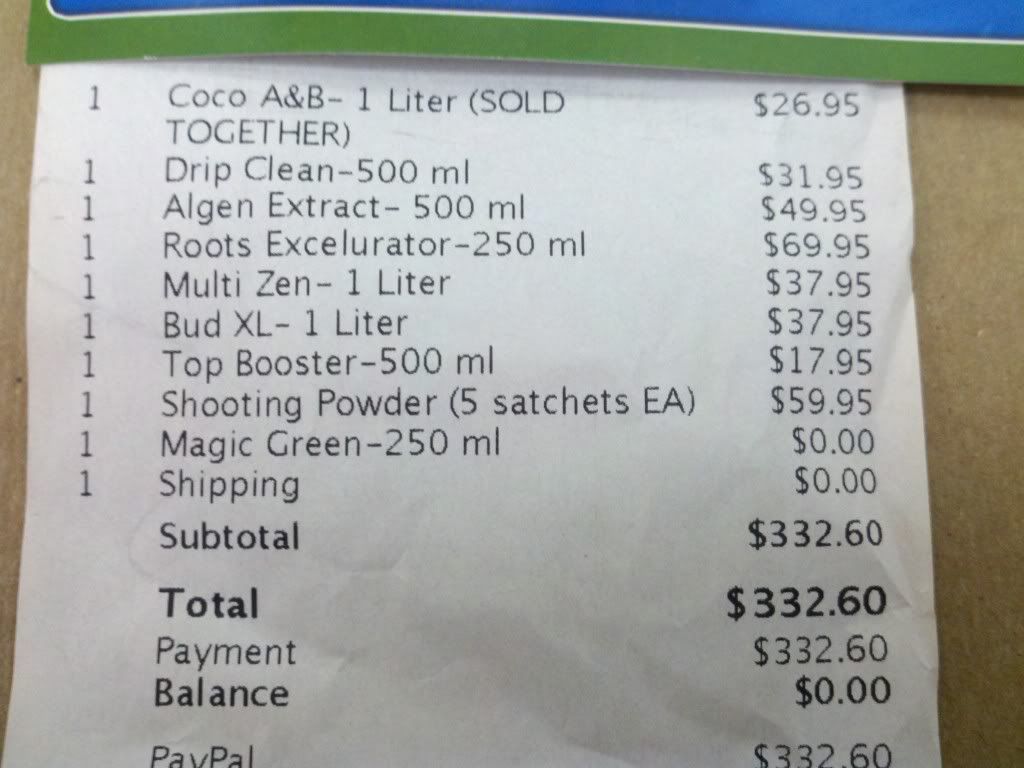 1 Coco A&B- 1 Liter (SOLD $26.95
TOGETHER)
1 Drip Clean-500 ml $31.95
1 Algen Extract- 500 ml $49.95
1 Roots Excelurator-250 ml $69.95
1 Multi Zen- 1 Liter $37.95
1 Bud XL- 1 Liter $37.95
1 Top Booster-500 ml $17.95
1 Shooting Powder (5 satchets EA) $59.95
1 Magic Green-250 ml $0.00
1 Shipping $0.00
Subtotal $332.60
Total $332.60
Payment $332.60
Balance $0.00
PayPal $332.60